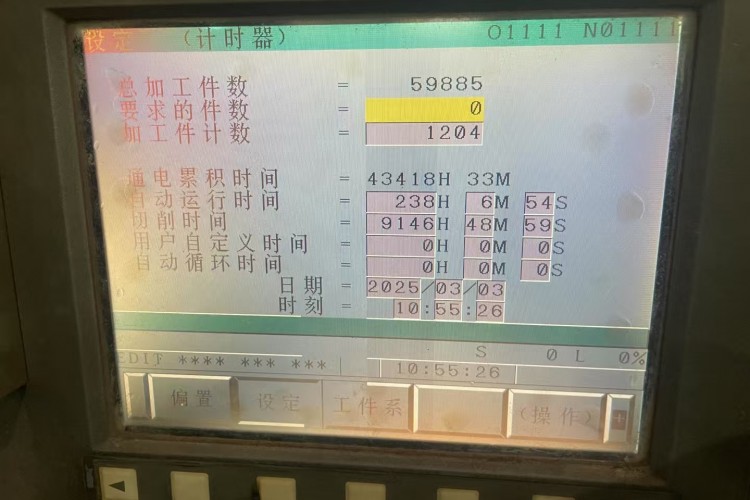 设定 (计时器) O1111 N01111
总加工件数 = 59885
要求的件数 = 0
加工件计数 = 1204
通电累积时间 = 43418H 33M
自动运行时间 = 238H 6M 54S
切削时间 = 9146H 48M 59S
用户自定义时间 = 0H 0M 0S
自动循环时间 = 0H 0M 0S
日期 = 2025/03/03
时刻 = 10:55:26
S 0 L 0%
EDIT **** *** *** 10:55:26
偏置 设定 工件系 (操作) +